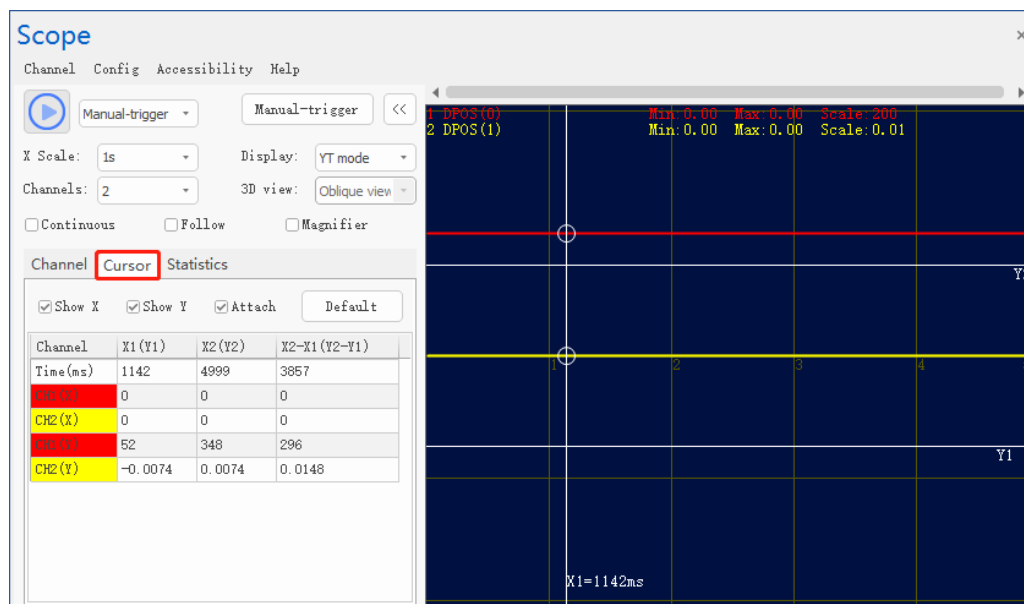 Scope
Channel Config Accessibility Help
Manual-trigger Manual-trigger <<
X Scale: 1s Display: YT mode
Channels: 2 3D view: Oblique view
Continuous Follow Magnifier
Channel Cursor Statistics
Show X Show Y Attach Default
Channel X1(Y1) X2(Y2) X2-X1(Y2-Y1)
Time(ms) 1142 4999 3857
CH1(X) 0 0 0
CH2(X) 0 0 0
CH1(Y) 52 348 296
CH2(Y) -0.0074 0.0074 0.0148
1 DPOS(0) Min:0.00 Max:0.00 Scale:200
2 DPOS(1) Min:0.00 Max:0.00 Scale:0.01
1 2 3 4
Y1
X1=1142ms